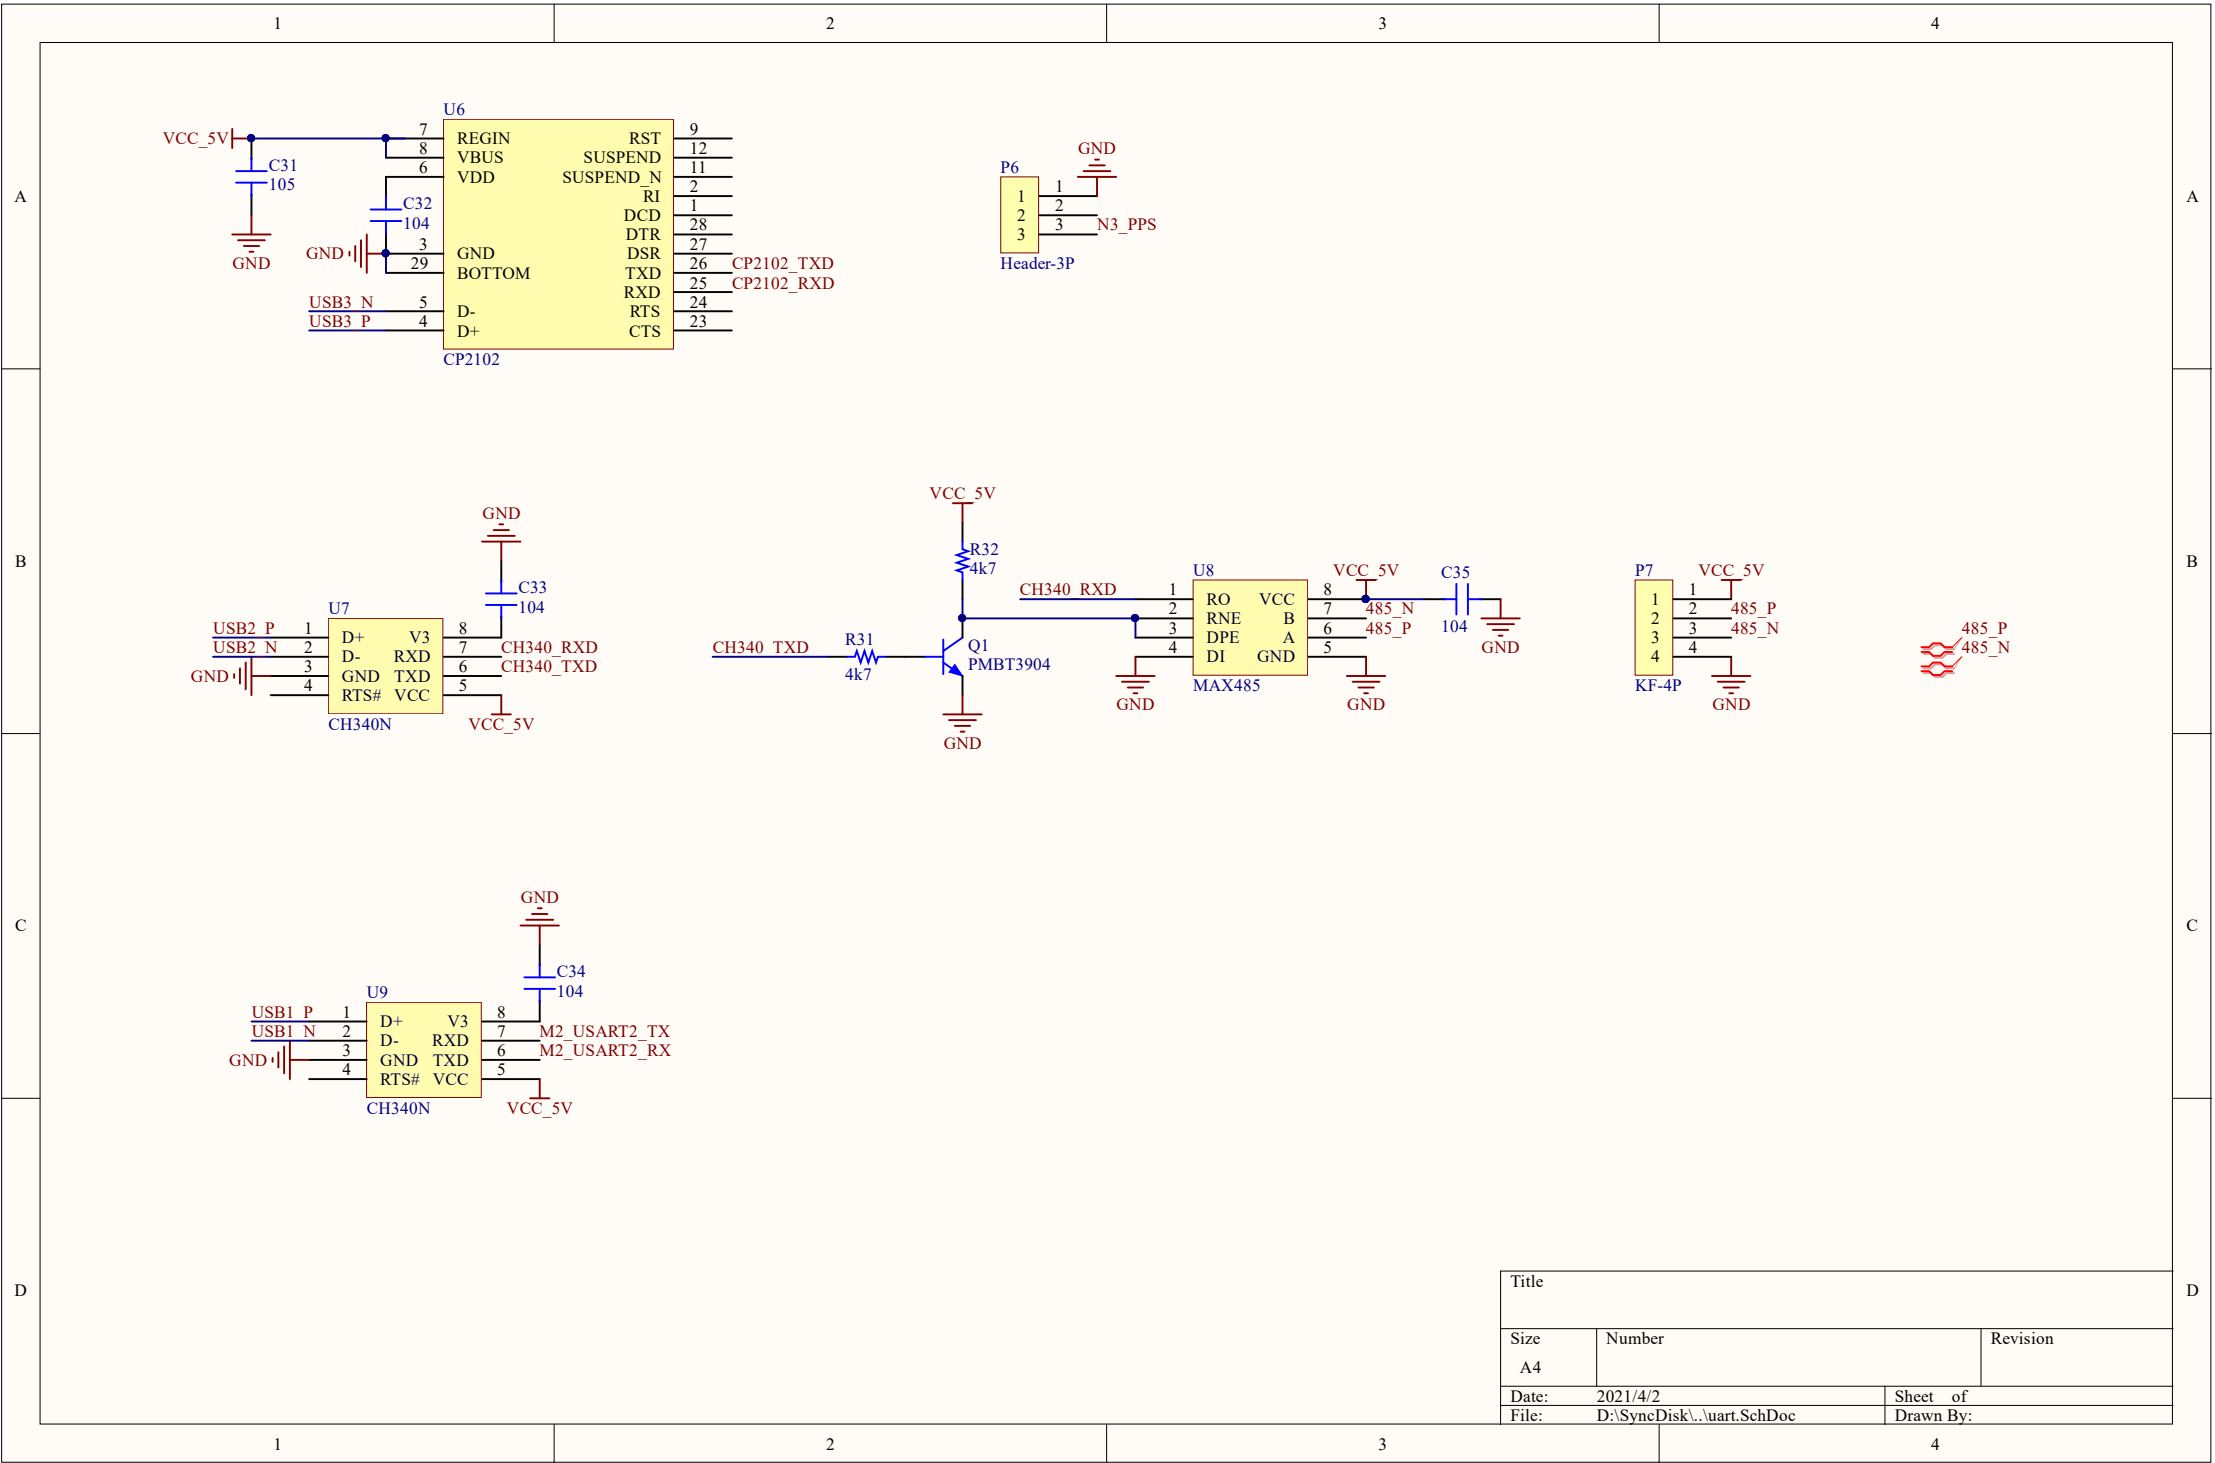 1 2 3 4
A A
B B
C C
D D
1 2 3 4
U6
VCC_5V
C31
105
GND
C32
104
GND
7 REGIN
8 VBUS
6 VDD
3 GND
29 BOTTOM
USB3_N 5 D-
USB3_P 4 D+
RST 9
SUSPEND 12
SUSPEND_N 11
RI 2
DCD 1
DTR 28
DSR 27
TXD 26 CP2102_TXD
RXD 25 CP2102_RXD
RTS 24
CTS 23
CP2102
GND
P6
1 1
2 2
3 3 N3_PPS
Header-3P
GND
C33
104
U7
USB2_P 1 D+ V3 8
USB2_N 2 D- RXD 7 CH340_RXD
GND 3 GND TXD 6 CH340_TXD
4 RTS# VCC 5
CH340N
VCC_5V
VCC_5V
R32
4k7
CH340_TXD
R31
4k7
Q1
PMBT3904
GND
U8
CH340_RXD 1 RO VCC 8
2 RNE B 7 485_N
3 DPE A 6 485_P
4 DI GND 5
MAX485
GND
VCC_5V
GND
C35
104
GND
P7
VCC_5V
1 1
2 2 485_P
3 3 485_N
4 4
KF-4P
GND
485_P
485_N
GND
C34
104
U9
USB1_P 1 D+ V3 8
USB1_N 2 D- RXD 7 M2_USART2_TX
GND 3 GND TXD 6 M2_USART2_RX
4 RTS# VCC 5
CH340N
VCC_5V
Title
Size Number Revision
A4
Date: 2021/4/2 Sheet of
File: D:\SyncDisk\..\uart.SchDoc Drawn By: